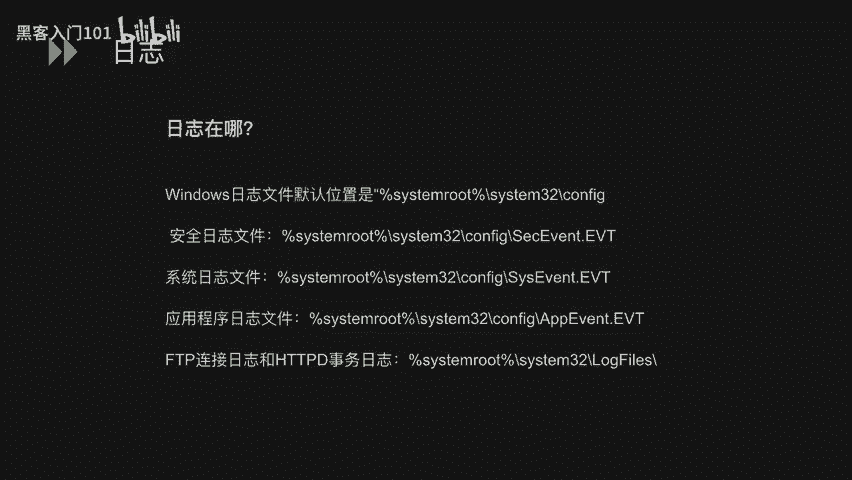 黑客入门101 bilibili
日志
日志在哪?
Windows日志文件默认位置是“%systemroot%\system32\config
安全日志文件：%systemroot%\system32\config\SecEvent.EVT
系统日志文件：%systemroot%\system32\config\SysEvent.EVT
应用程序日志文件：%systemroot%\system32\config\AppEvent.EVT
FTP连接日志和HTTPD事务日志：%systemroot%\system32\LogFiles\